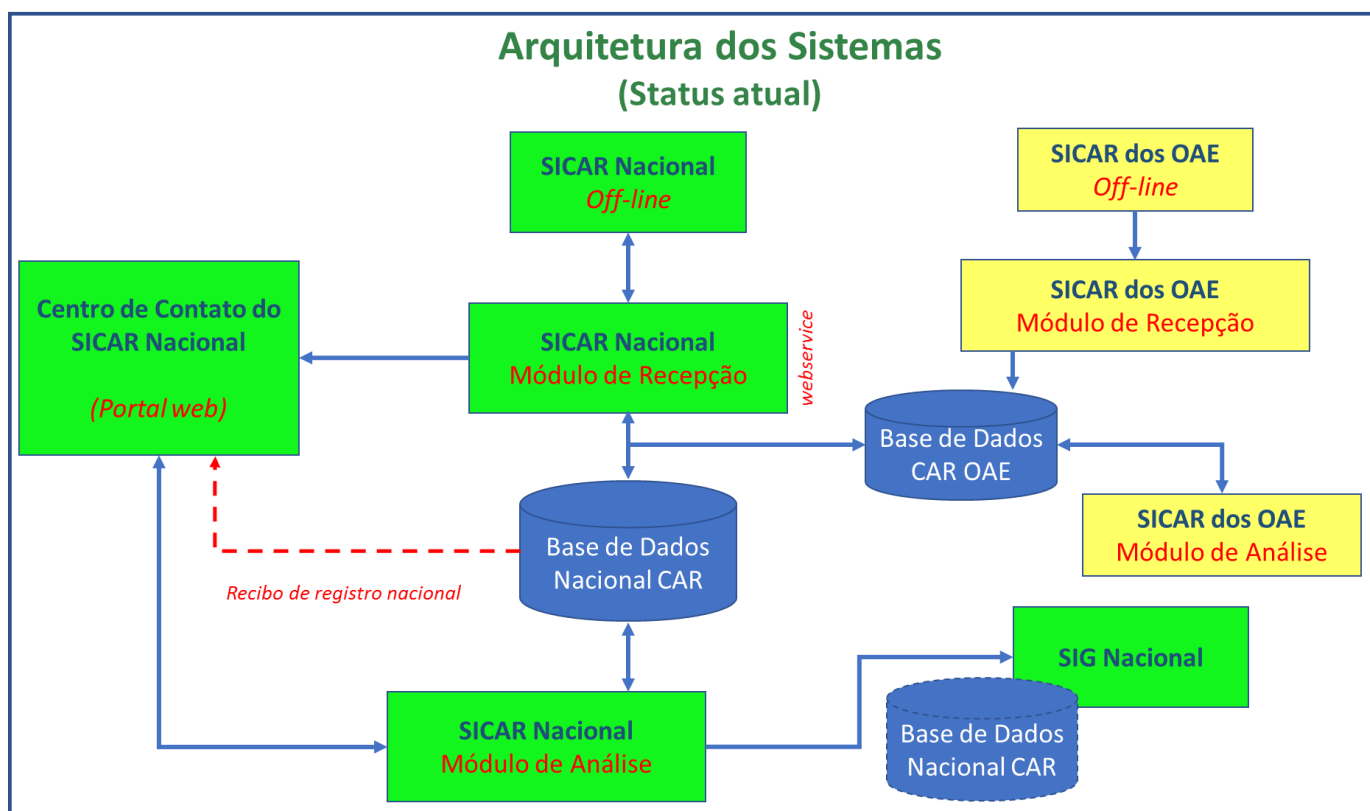 Arquitetura dos Sistemas
(Status atual)
SICAR Nacional
Off-line
SICAR dos OAE
Off-line
Centro de Contato do
SICAR Nacional
(Portal web)
SICAR Nacional
Módulo de Recepção
webservice
SICAR dos OAE
Módulo de Recepção
Base de Dados
CAR OAE
SICAR dos OAE
Módulo de Análise
Base de Dados
Nacional CAR
Recibo de registro nacional
SIG Nacional
Base de Dados
Nacional CAR
SICAR Nacional
Módulo de Análise